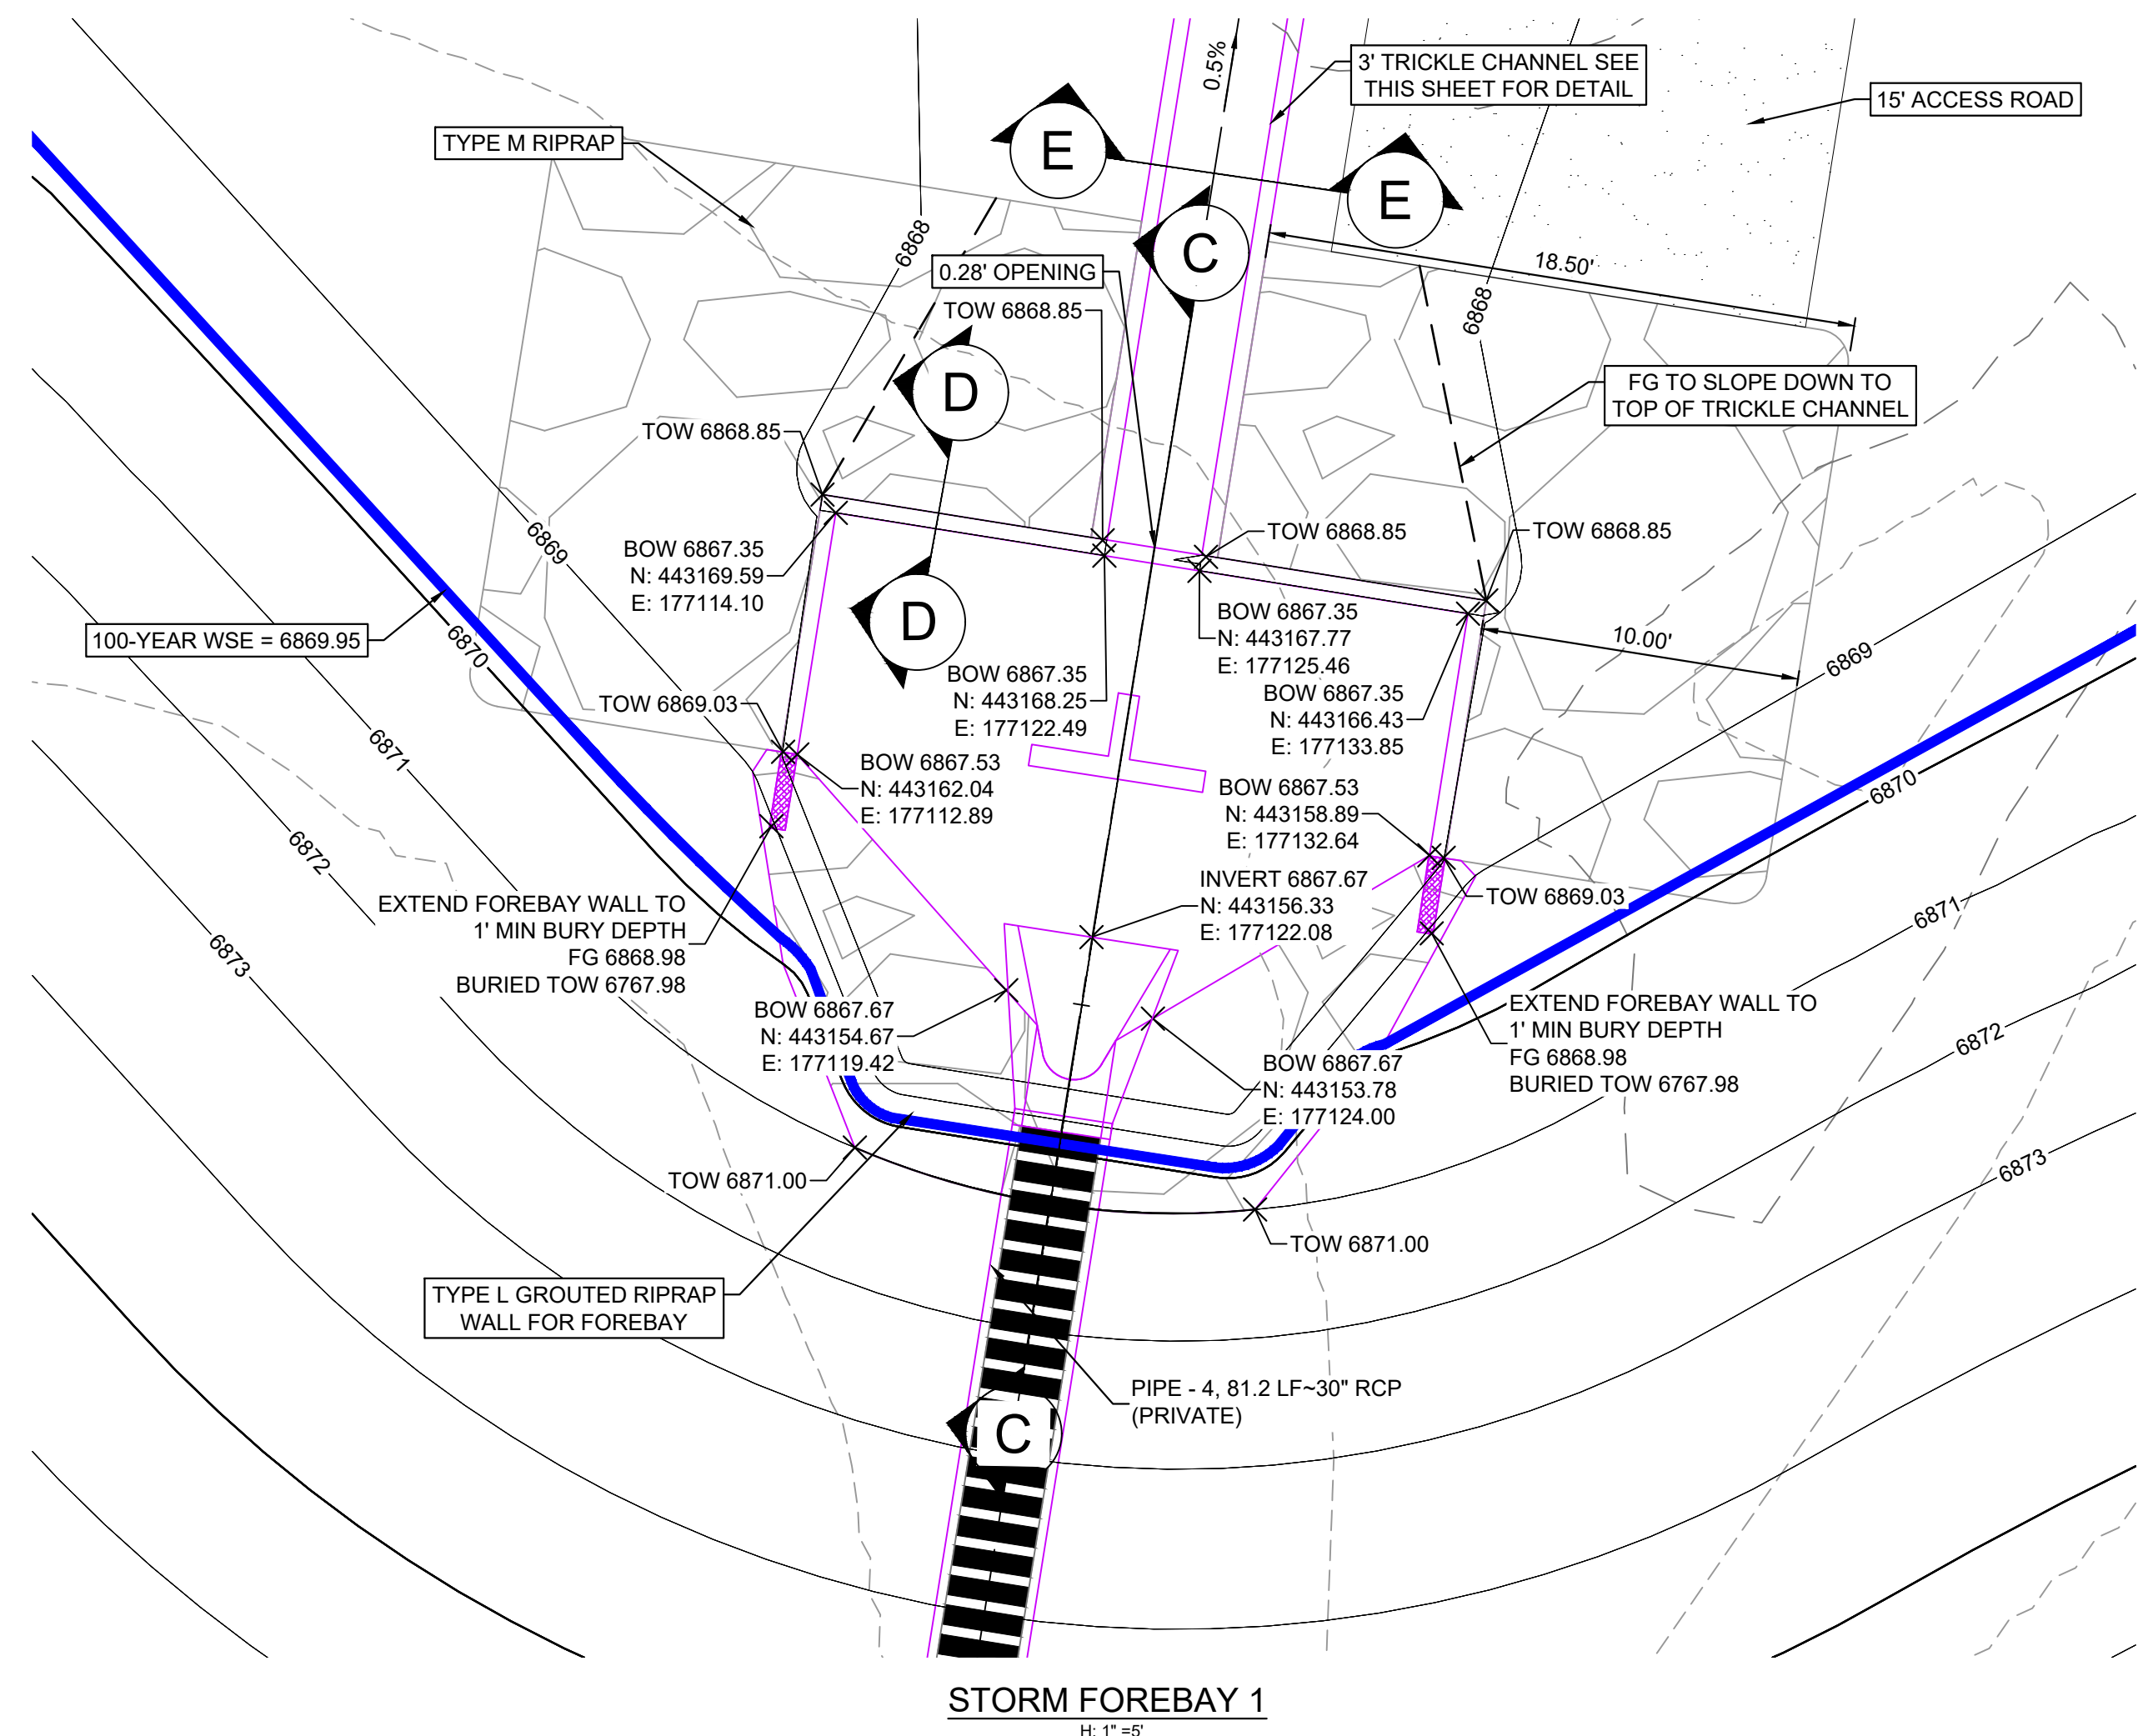 0.5%
3' TRICKLE CHANNEL SEE
THIS SHEET FOR DETAIL
15' ACCESS ROAD
TYPE M RIPRAP
E
E
C
6868
0.28' OPENING
18.50'
6868
TOW 6868.85
D
FG TO SLOPE DOWN TO
TOP OF TRICKLE CHANNEL
TOW 6868.85
6869
TOW 6868.85
TOW 6868.85
BOW 6867.35
N: 443169.59
E: 177114.10
100-YEAR WSE = 6869.95
6870
D
BOW 6867.35
N: 443167.77
E: 177125.46
10.00'
6869
BOW 6867.35
N: 443168.25
E: 177122.49
BOW 6867.35
N: 443166.43
E: 177133.85
TOW 6869.03
6871
BOW 6867.53
N: 443162.04
E: 177112.89
BOW 6867.53
N: 443158.89
E: 177132.64
6870
6872
INVERT 6867.67
N: 443156.33
E: 177122.08
TOW 6869.03
6871
EXTEND FOREBAY WALL TO
1' MIN BURY DEPTH
FG 6868.98
BURIED TOW 6767.98
6873
BOW 6867.67
N: 443154.67
E: 177119.42
EXTEND FOREBAY WALL TO
1' MIN BURY DEPTH
FG 6868.98
BURIED TOW 6767.98
6872
BOW 6867.67
N: 443153.78
E: 177124.00
6873
TOW 6871.00
TOW 6871.00
TYPE L GROUTED RIPRAP
WALL FOR FOREBAY
PIPE - 4, 81.2 LF~30" RCP
(PRIVATE)
C
STORM FOREBAY 1
H: 1" =5'